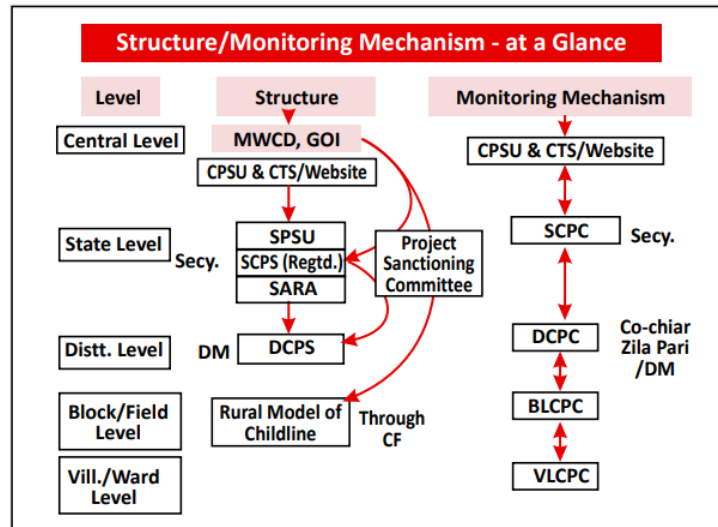 Structure/Monitoring Mechanism - at a Glance
Level
Structure
Monitoring Mechanism
Central Level
MWCD, GOI
CPSU & CTS/Website
CPSU & CTS/Website
State Level
Secy.
SPSU
SCPS (Regtd.)
SARA
Project
Sanctioning
Committee
SCPC
Secy.
Distt. Level
DM
DCPS
DCPC
Co-chiar
Zila Pari
/DM
Block/Field
Level
Rural Model of
Childline
Through
CF
BLCPC
Vill./Ward
Level
VLCPC